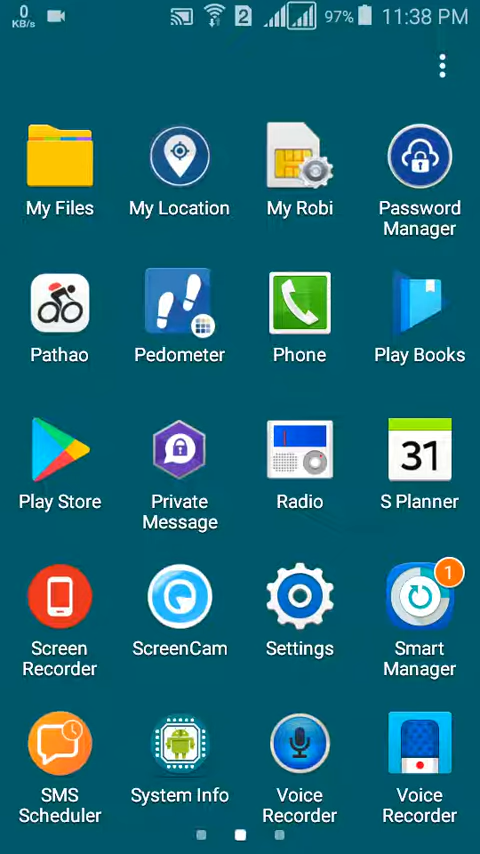 0
KB/s
2
97%
11:38 PM
My Files
My Location
My Robi
Password
Manager
Pathao
Pedometer
Phone
Play Books
Play Store
Private
Message
Radio
31
S Planner
Screen
Recorder
ScreenCam
Settings
1
Smart
Manager
SMS
Scheduler
System Info
Voice
Recorder
Voice
Recorder